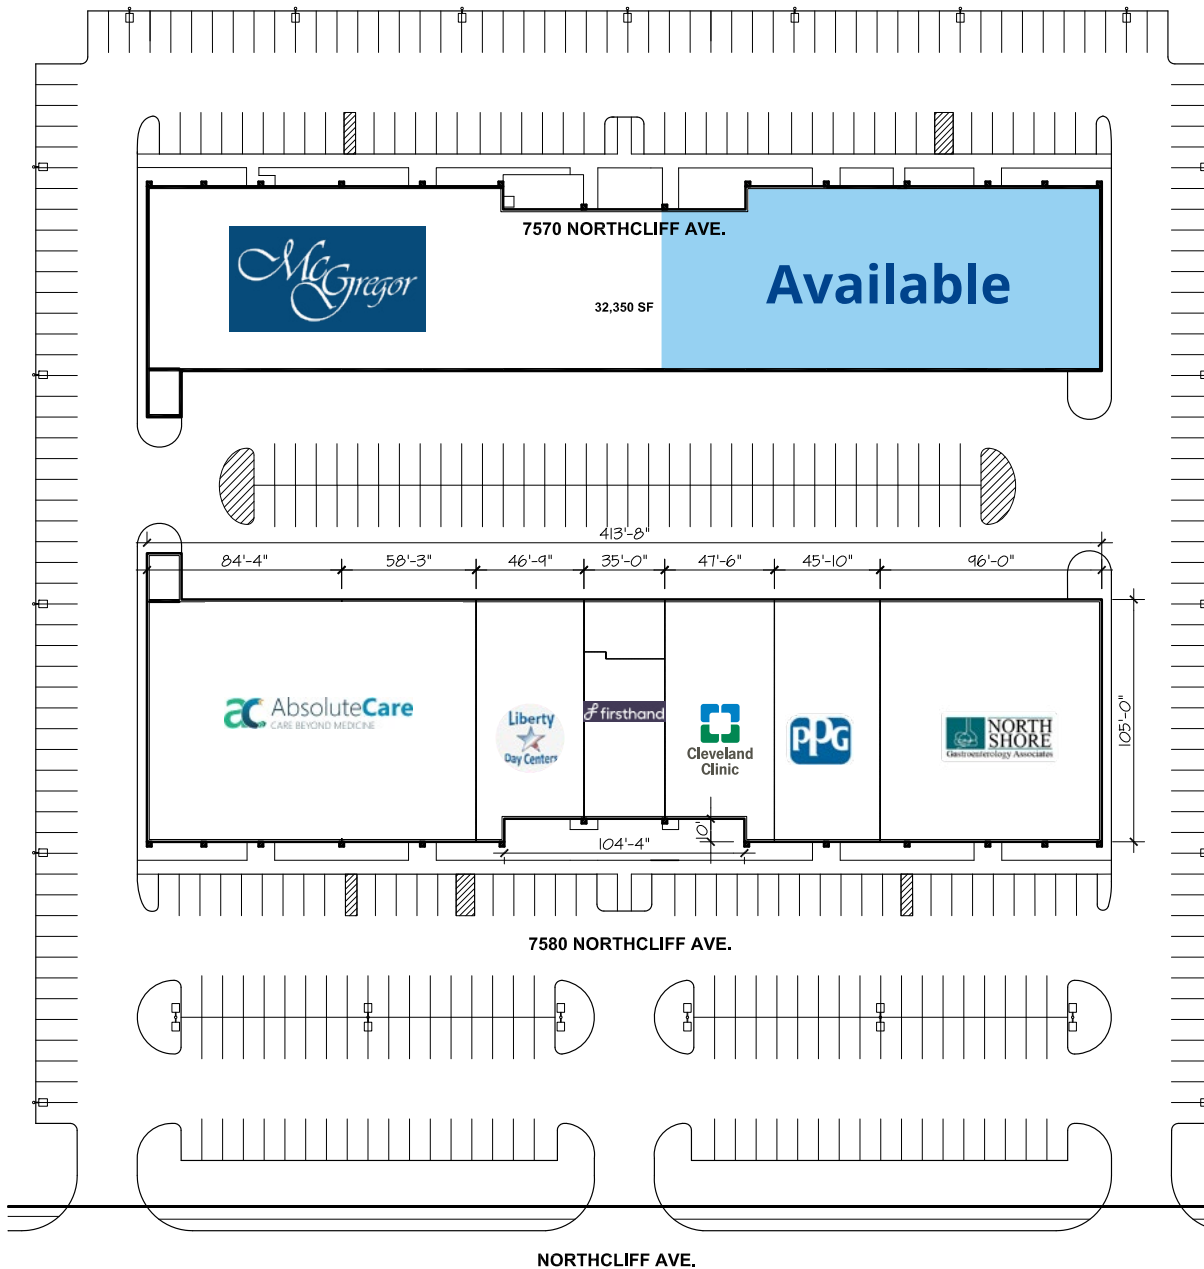 7570 NORTHCLIFF AVE.
McGregor
Available
32,350 SF
413'-8"
84'-4"
58'-3"
46'-9"
35'-0"
47'-6"
45'-10"
96'-0"
105'-0"
ac AbsoluteCare
CARE BEYOND MEDICINE
Liberty
Day Centers
f firsthand
Cleveland
Clinic
PPG
NORTH
SHORE
Gastroenterology Associates
10'
104'-4"
7580 NORTHCLIFF AVE.
NORTHCLIFF AVE.